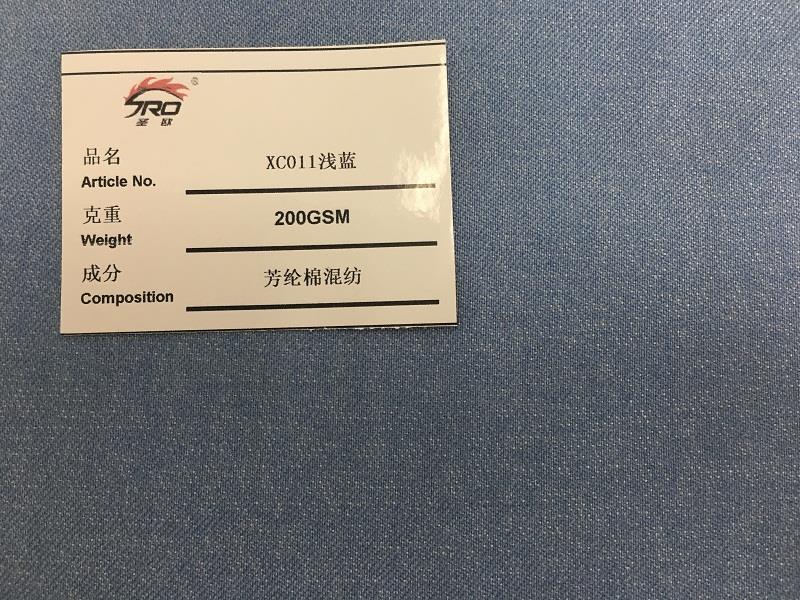 SRO®
圣欧
品名 XC011浅蓝
Article No.
克重 200GSM
Weight
成分 芳纶棉混纺
Composition